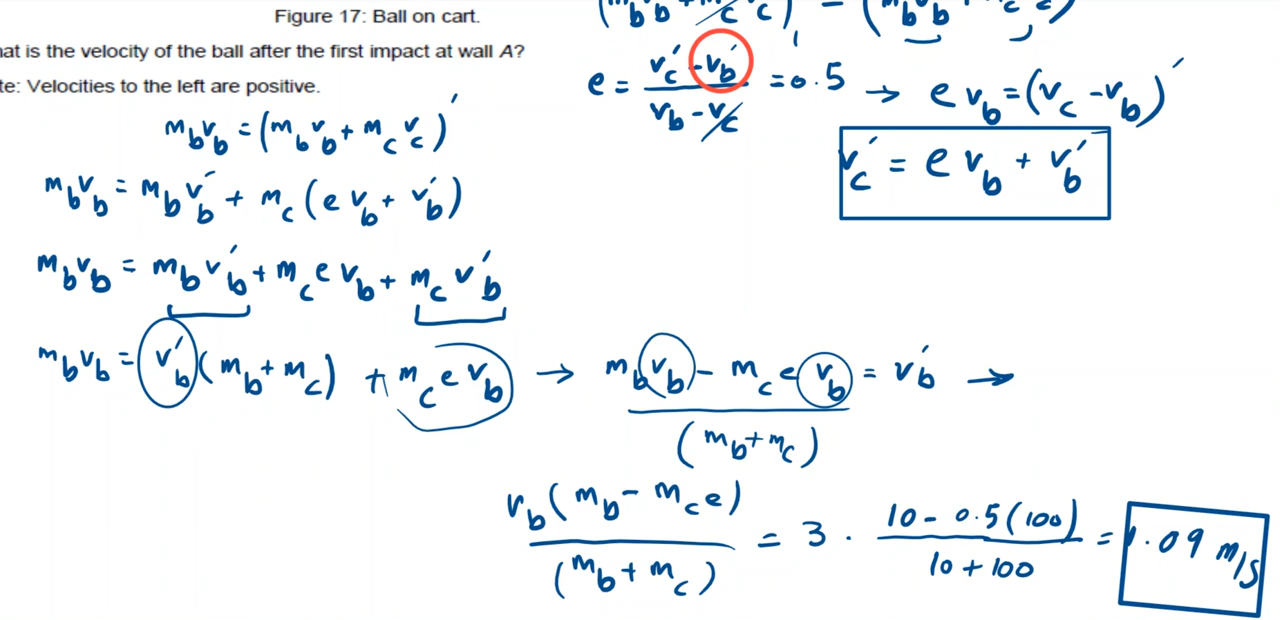 Figure 17: Ball on cart.
at is the velocity of the ball after the first impact at wall A?
te: Velocities to the left are positive.
e = (v_c' - v_b') / (v_b - v_c) = 0.5 → e v_b = (v_c - v_b)'
v_c' = e v_b + v_b'
m_b v_b = (m_b v_b + m_c v_c)'
m_b v_b = m_b v_b' + m_c (e v_b + v_b')
m_b v_b = m_b v_b' + m_c e v_b + m_c v_b'
m_b v_b = v_b' (m_b + m_c) + m_c e v_b → (m_b v_b - m_c e v_b) / (m_b + m_c) = v_b' →
v_b (m_b - m_c e) / (m_b + m_c) = 3 · (10 - 0.5(100)) / (10 + 100) = 1.09 m/s